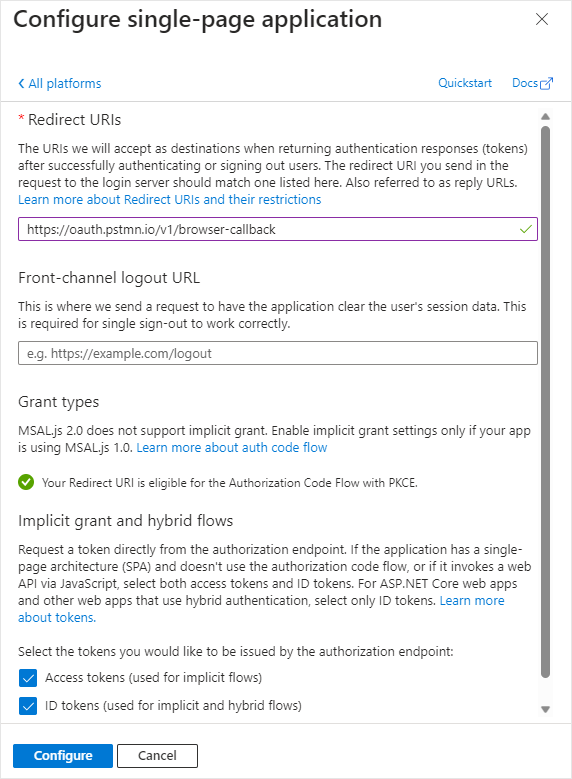 Configure single-page application
All platforms
Quickstart
Docs
* Redirect URIs
The URIs we will accept as destinations when returning authentication responses (tokens)
after successfully authenticating or signing out users. The redirect URI you send in the
request to the login server should match one listed here. Also referred to as reply URLs.
Learn more about Redirect URIs and their restrictions
https://oauth.pstmn.io/v1/browser-callback
Front-channel logout URL
This is where we send a request to have the application clear the user's session data. This
is required for single sign-out to work correctly.
e.g. https://example.com/logout
Grant types
MSAL.js 2.0 does not support implicit grant. Enable implicit grant settings only if your app
is using MSAL.js 1.0. Learn more about auth code flow
Your Redirect URI is eligible for the Authorization Code Flow with PKCE.
Implicit grant and hybrid flows
Request a token directly from the authorization endpoint. If the application has a single-
page architecture (SPA) and doesn't use the authorization code flow, or if it invokes a web
API via JavaScript, select both access tokens and ID tokens. For ASP.NET Core web apps
and other web apps that use hybrid authentication, select only ID tokens. Learn more
about tokens.
Select the tokens you would like to be issued by the authorization endpoint:
Access tokens (used for implicit flows)
ID tokens (used for implicit and hybrid flows)
Configure
Cancel